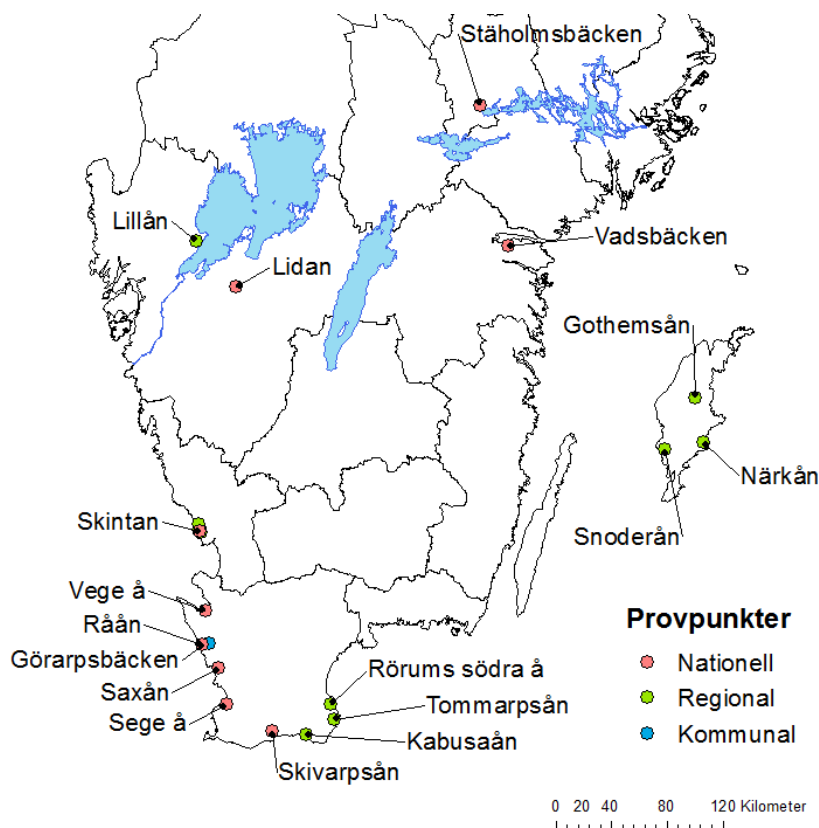 Stäholmsbäcken
Lillån
Vadsbäcken
Lidan
Gothemsån
Närkån
Skintan
Snoderån
Vege å
Råån
Görarpsbäcken
Saxån
Sege å
Rörums södra å
Tommarpsån
Kabusaån
Skivarpsån
Provpunkter
Nationell
Regional
Kommunal
0 20 40 80 120 Kilometer